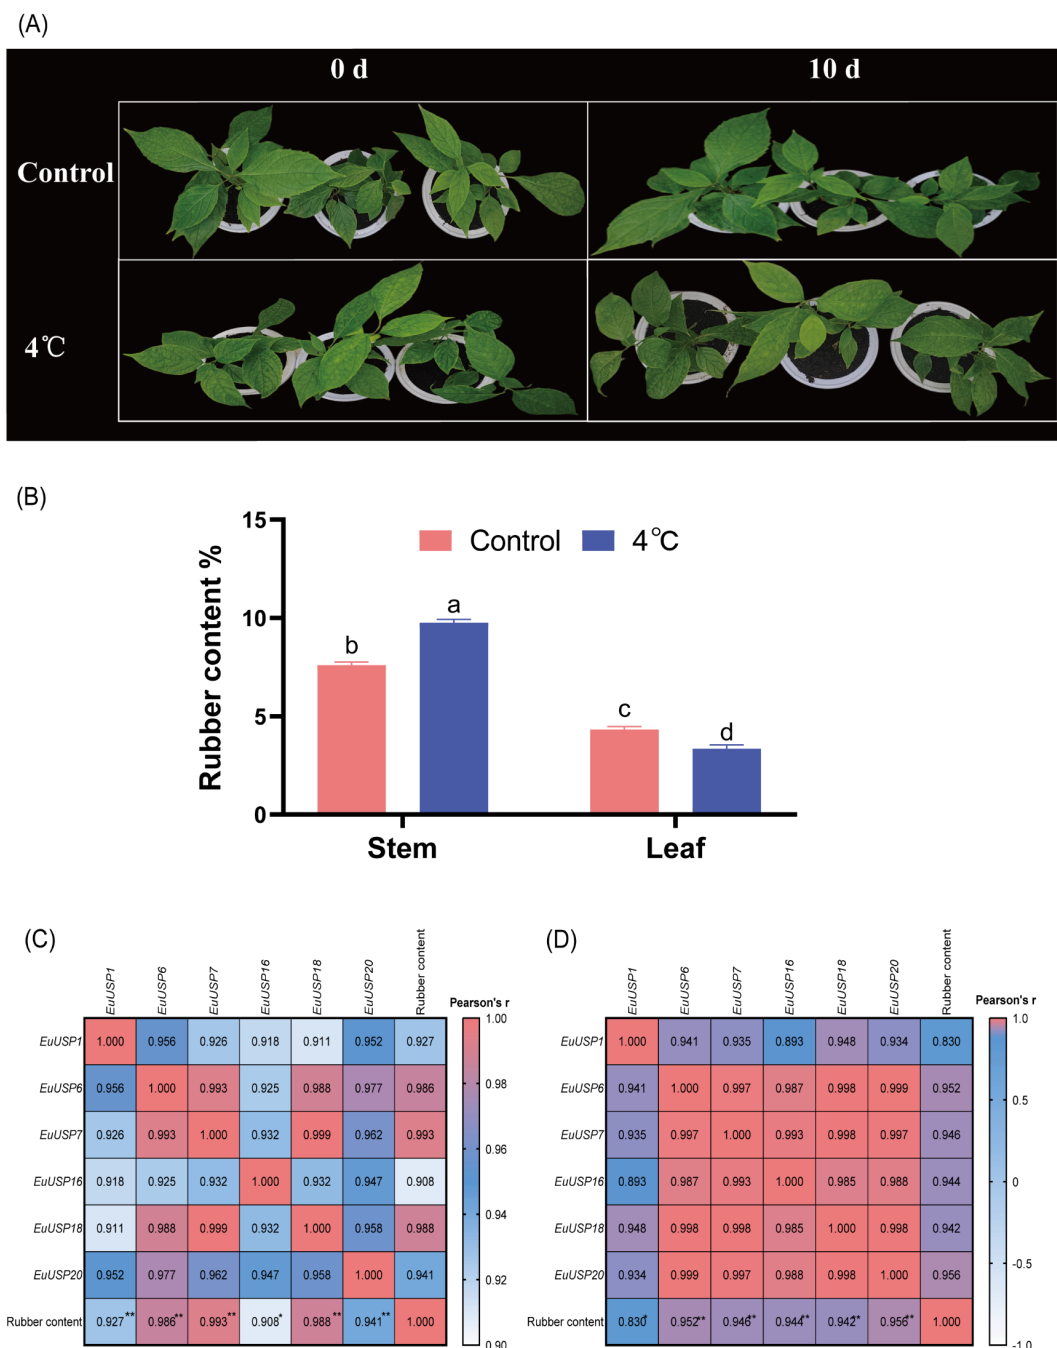 (A)
0 d 10 d
Control
4℃
(B)
Rubber content %
15
10
5
0
Control 4℃
b a c d
Stem Leaf
(C)
EuUSP1 EuUSP6 EuUSP7 EuUSP16 EuUSP18 EuUSP20 Rubber content
Pearson's r
EuUSP1 1.000 0.956 0.926 0.918 0.911 0.952 0.927
EuUSP6 0.956 1.000 0.993 0.925 0.988 0.977 0.986
EuUSP7 0.926 0.993 1.000 0.932 0.999 0.962 0.993
EuUSP16 0.918 0.925 0.932 1.000 0.932 0.947 0.908
EuUSP18 0.911 0.988 0.999 0.932 1.000 0.958 0.988
EuUSP20 0.952 0.977 0.962 0.947 0.958 1.000 0.941
Rubber content 0.927** 0.986** 0.993** 0.908* 0.988** 0.941** 1.000
1.00
0.98
0.96
0.94
0.92
0.90
(D)
EuUSP1 EuUSP6 EuUSP7 EuUSP16 EuUSP18 EuUSP20 Rubber content
Pearson's r
EuUSP1 1.000 0.941 0.935 0.893 0.948 0.934 0.830
EuUSP6 0.941 1.000 0.997 0.987 0.998 0.999 0.952
EuUSP7 0.935 0.997 1.000 0.993 0.998 0.997 0.946
EuUSP16 0.893 0.987 0.993 1.000 0.985 0.988 0.944
EuUSP18 0.948 0.998 0.998 0.985 1.000 0.998 0.942
EuUSP20 0.934 0.999 0.997 0.988 0.998 1.000 0.956
Rubber content 0.830* 0.952** 0.946** 0.944** 0.942** 0.956** 1.000
1.0
0.5
0
-0.5
-1.0